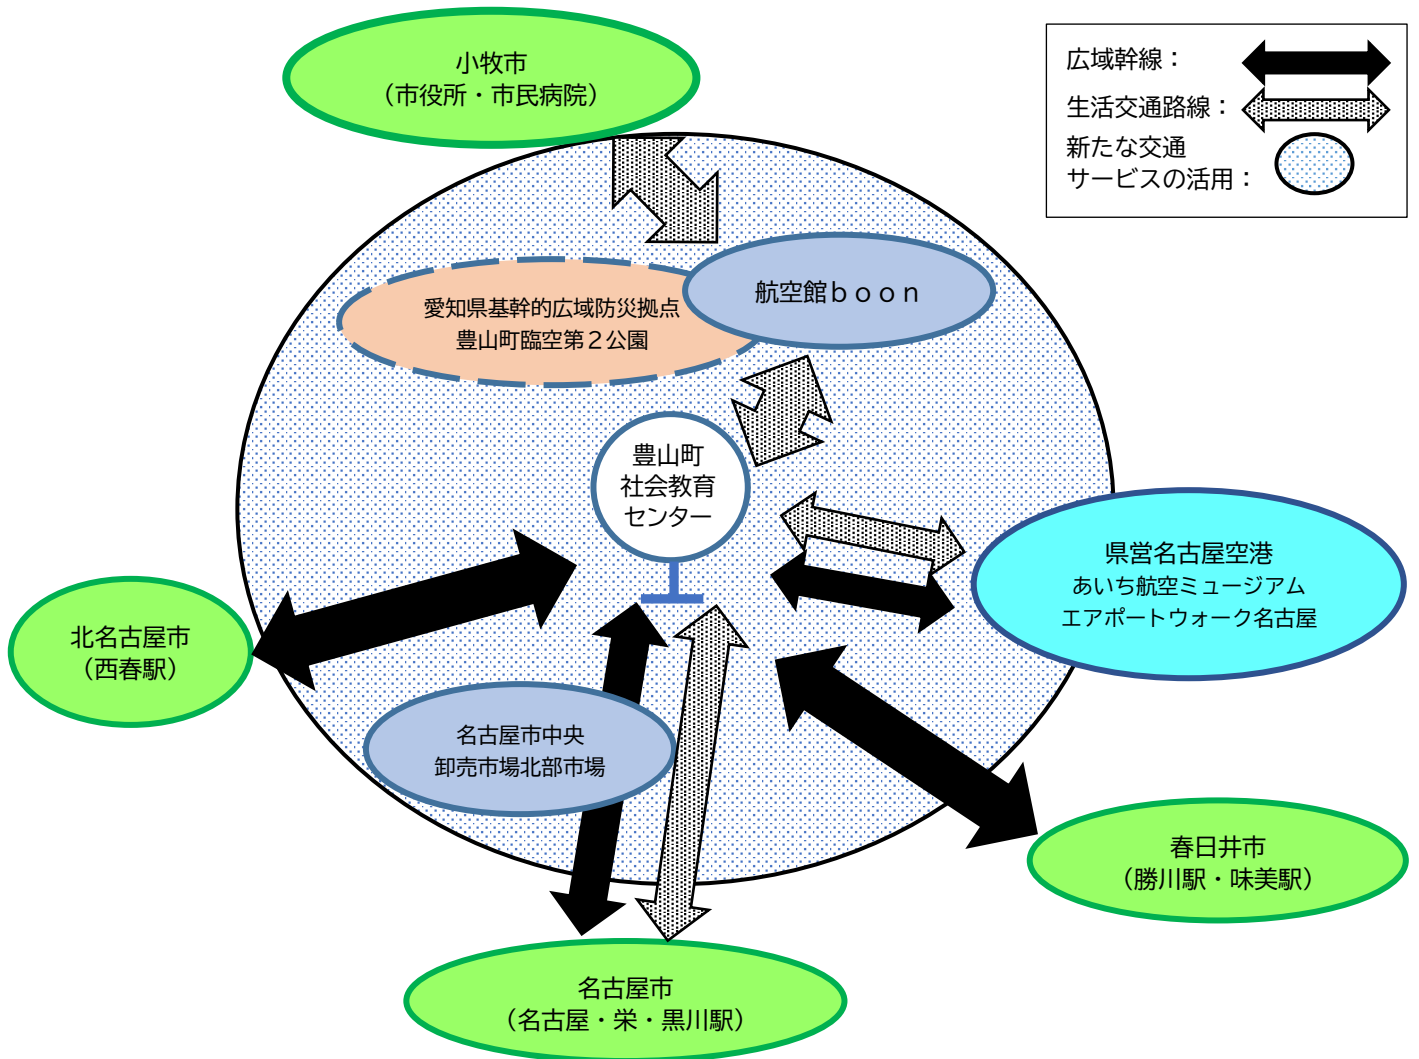 小牧市
（市役所・市民病院）
広域幹線：
生活交通路線：
新たな交通
サービスの活用：
航空館ｂｏｏｎ
愛知県基幹的広域防災拠点
豊山町臨空第２公園
豊山町
社会教育
センター
県営名古屋空港
あいち航空ミュージアム
エアポートウォーク名古屋
北名古屋市
（西春駅）
名古屋市中央
卸売市場北部市場
春日井市
（勝川駅・味美駅）
名古屋市
（名古屋・栄・黒川駅）